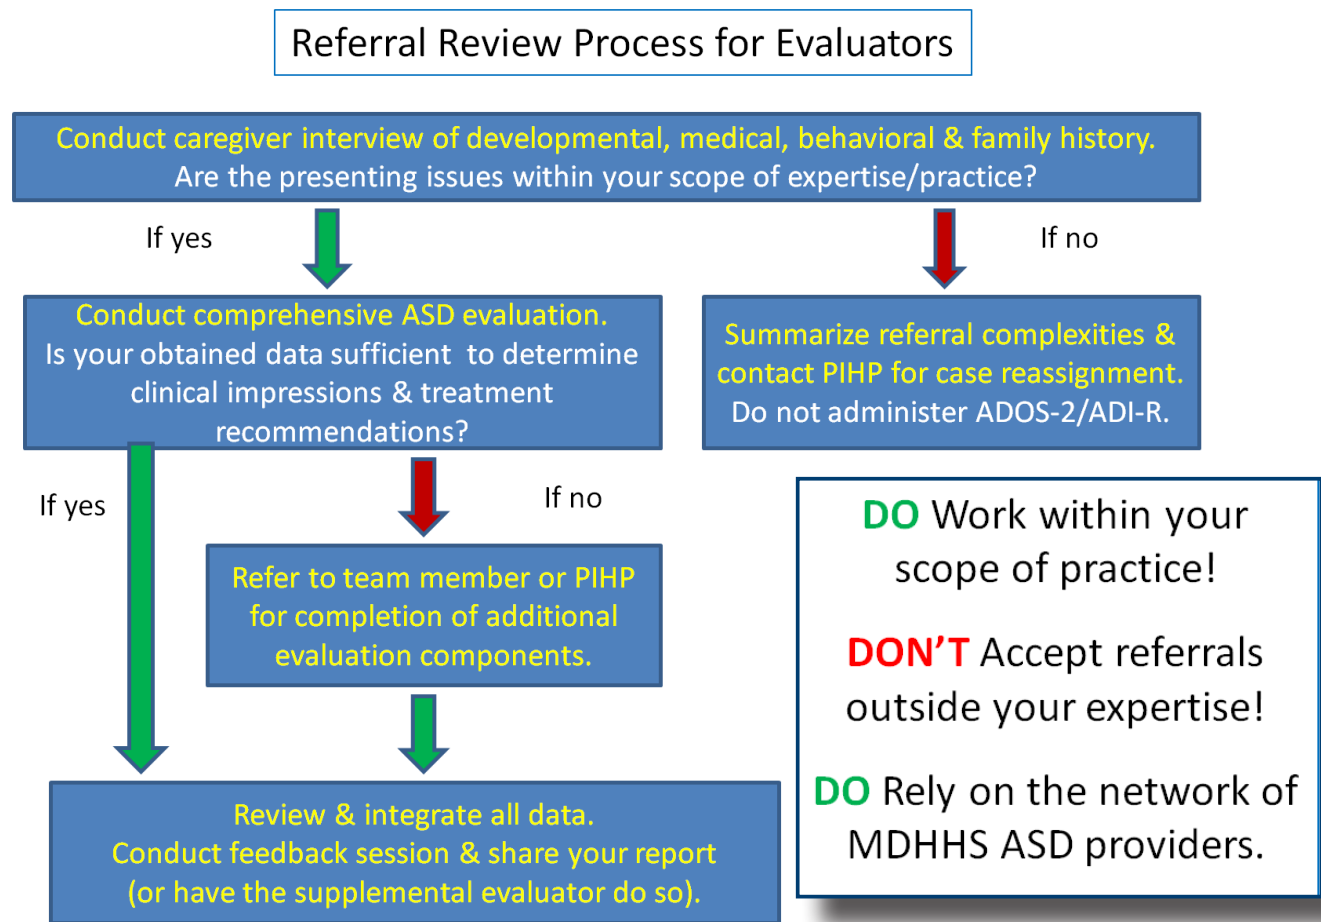 Referral Review Process for Evaluators
Conduct caregiver interview of developmental, medical, behavioral & family history.
Are the presenting issues within your scope of expertise/practice?
If yes
If no
Conduct comprehensive ASD evaluation.
Is your obtained data sufficient to determine
clinical impressions & treatment
recommendations?
Summarize referral complexities &
contact PIHP for case reassignment.
Do not administer ADOS-2/ADI-R.
If yes
If no
Refer to team member or PIHP
for completion of additional
evaluation components.
Review & integrate all data.
Conduct feedback session & share your report
(or have the supplemental evaluator do so).
DO Work within your
scope of practice!
DON’T Accept referrals
outside your expertise!
DO Rely on the network of
MDHHS ASD providers.